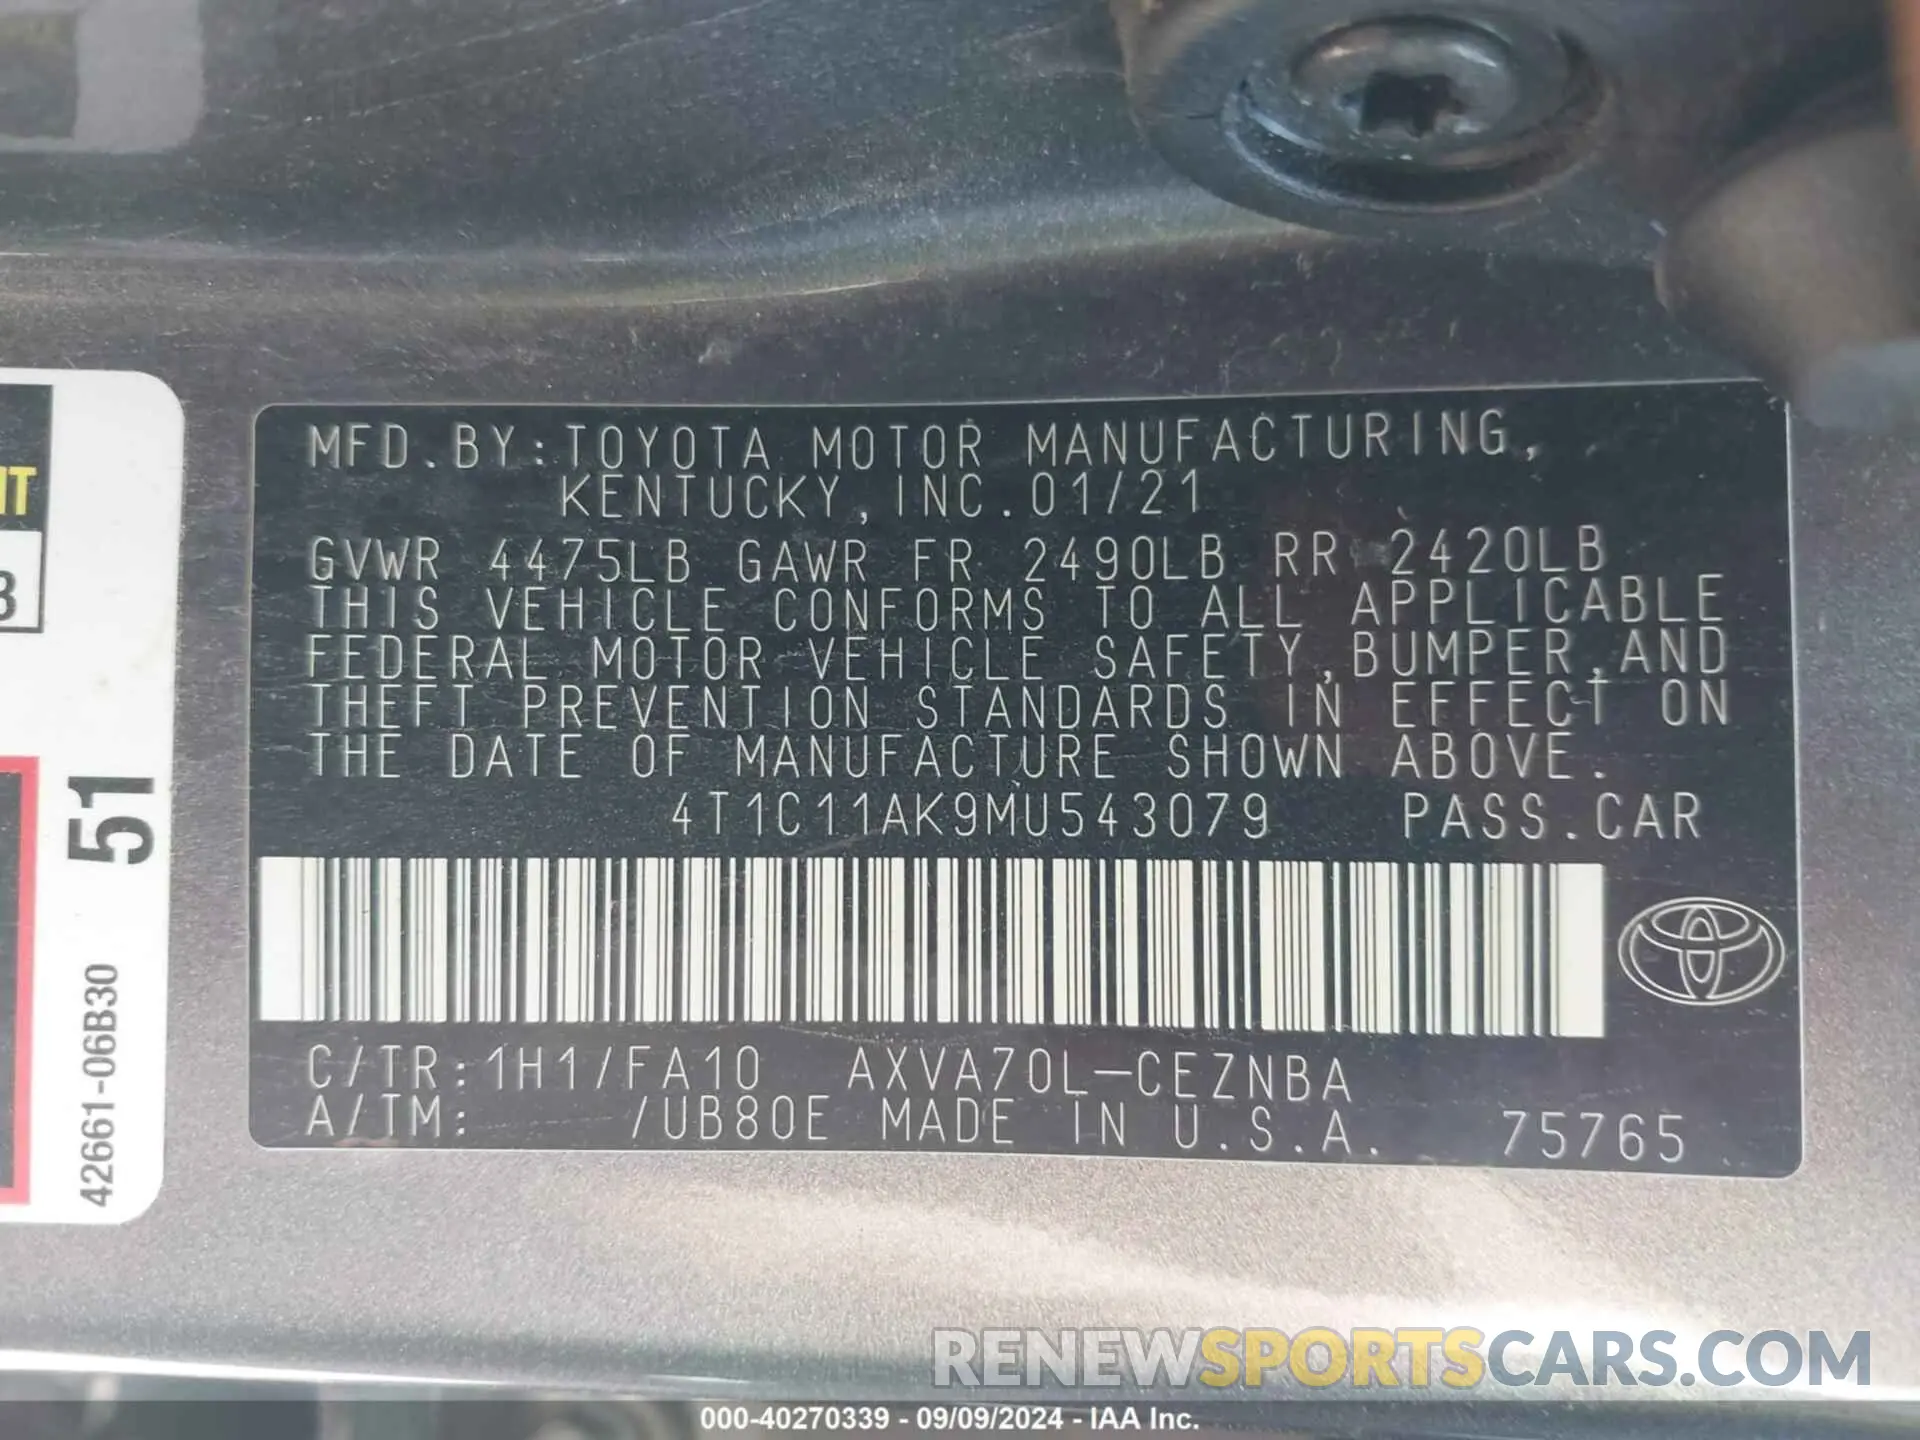 MFD.BY:TOYOTA MOTOR MANUFACTURING,
KENTUCKY,INC.01/21
GVWR 4475LB GAWR FR 2490LB RR 2420LB
THIS VEHICLE CONFORMS TO ALL APPLICABLE
FEDERAL MOTOR VEHICLE SAFETY,BUMPER,AND
THEFT PREVENTION STANDARDS IN EFFECT ON
THE DATE OF MANUFACTURE SHOWN ABOVE.
4T1C11AK9MU543079 PASS.CAR
C/TR:1H1/FA10 AXVA70L-CEZNBA
A/TM: /UB80E MADE IN U.S.A. 75765
51
42661-06B30
RENEWSPORTSCARS.COM
000-40270339 - 09/09/2024 - IAA Inc.